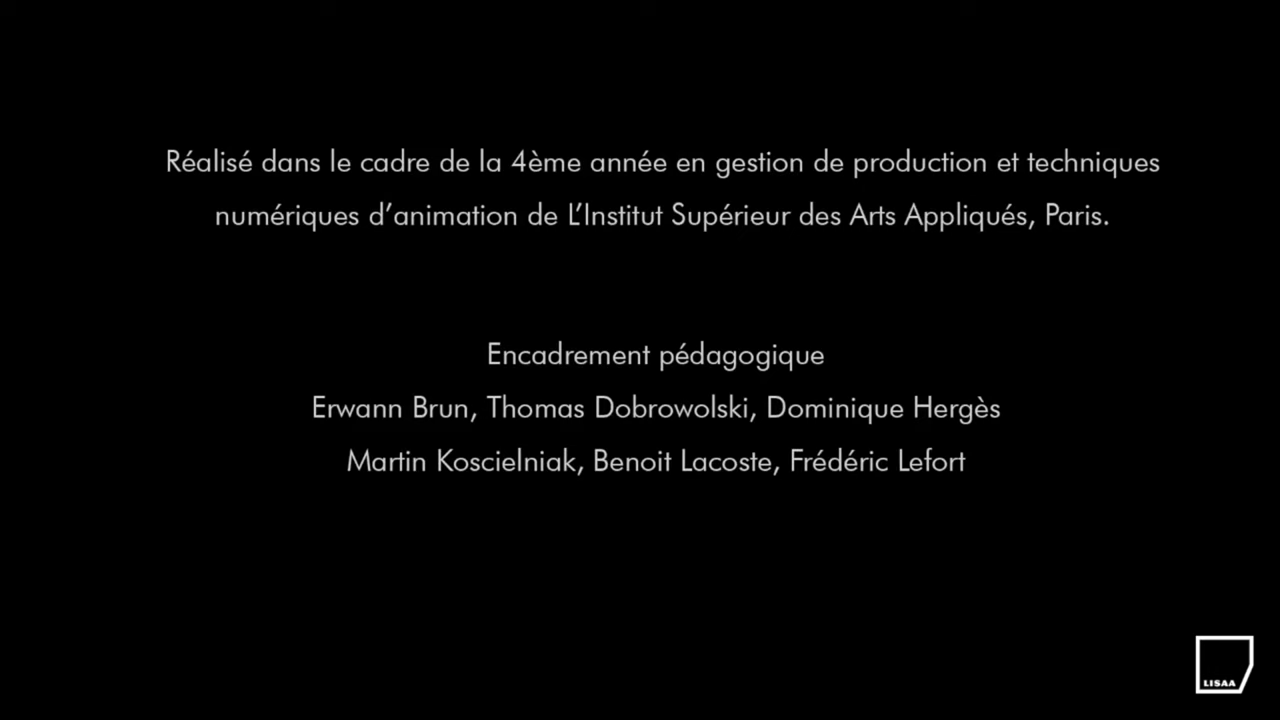 Réalisé dans le cadre de la 4ème année en gestion de production et techniques
numériques d’animation de L’Institut Supérieur des Arts Appliqués, Paris.
Encadrement pédagogique
Erwann Brun, Thomas Dobrowolski, Dominique Hergès
Martin Koscielniak, Benoit Lacoste, Frédéric Lefort
LISAA